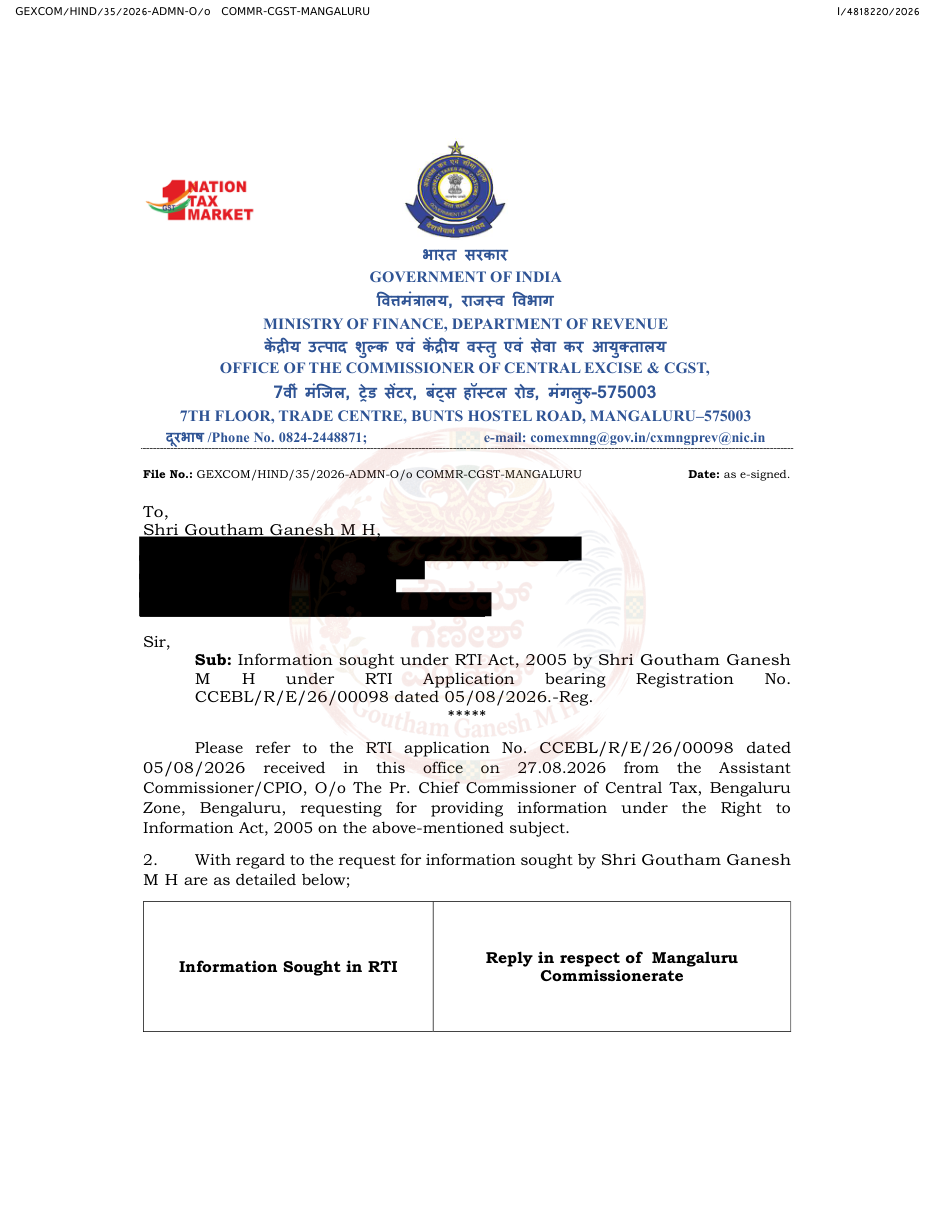 GEXCOM/HIND/35/2026-ADMN-O/o COMMR-CGST-MANGALURU
I/4818220/2026
1 NATION
TAX
MARKET
GST
भारत सरकार
GOVERNMENT OF INDIA
वित्तमंत्रालय, राजस्व विभाग
MINISTRY OF FINANCE, DEPARTMENT OF REVENUE
केंद्रीय उत्पाद शुल्क एवं केंद्रीय वस्तु एवं सेवा कर आयुक्तालय
OFFICE OF THE COMMISSIONER OF CENTRAL EXCISE & CGST,
7वीं मंजिल, ट्रेड सेंटर, बंट्स हॉस्टल रोड, मंगलुरु-575003
7TH FLOOR, TRADE CENTRE, BUNTS HOSTEL ROAD, MANGALURU–575003
दूरभाष /Phone No. 0824-2448871; e-mail: comexmng@gov.in/cxmngprev@nic.in
File No.: GEXCOM/HIND/35/2026-ADMN-O/o COMMR-CGST-MANGALURU Date: as e-signed.
To,
Shri Goutham Ganesh M H,
ಗೌತಮ್
ಗಣೇಶ್
Sir,
Sub: Information sought under RTI Act, 2005 by Shri Goutham Ganesh
M H under RTI Application bearing Registration No.
CCEBL/R/E/26/00098 dated 05/08/2026.-Reg.
*****
Goutham Ganesh M H
Please refer to the RTI application No. CCEBL/R/E/26/00098 dated
05/08/2026 received in this office on 27.08.2026 from the Assistant
Commissioner/CPIO, O/o The Pr. Chief Commissioner of Central Tax, Bengaluru
Zone, Bengaluru, requesting for providing information under the Right to
Information Act, 2005 on the above-mentioned subject.
2. With regard to the request for information sought by Shri Goutham Ganesh
M H are as detailed below;
Information Sought in RTI
Reply in respect of Mangaluru
Commissionerate